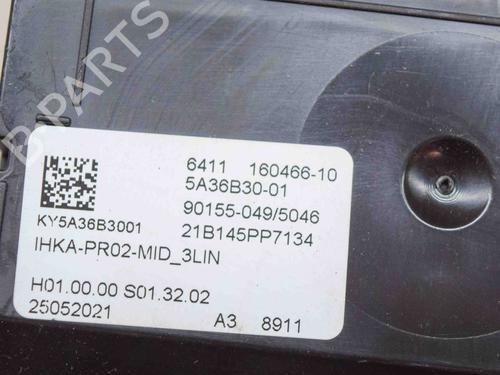 6411 160466-10
5A36B30-01
90155-049/5046
KY5A36B3001
21B145PP7134
IHKA-PR02-MID_3LIN
H01.00.00 S01.32.02
25052021 A3 8911
B-PARTS